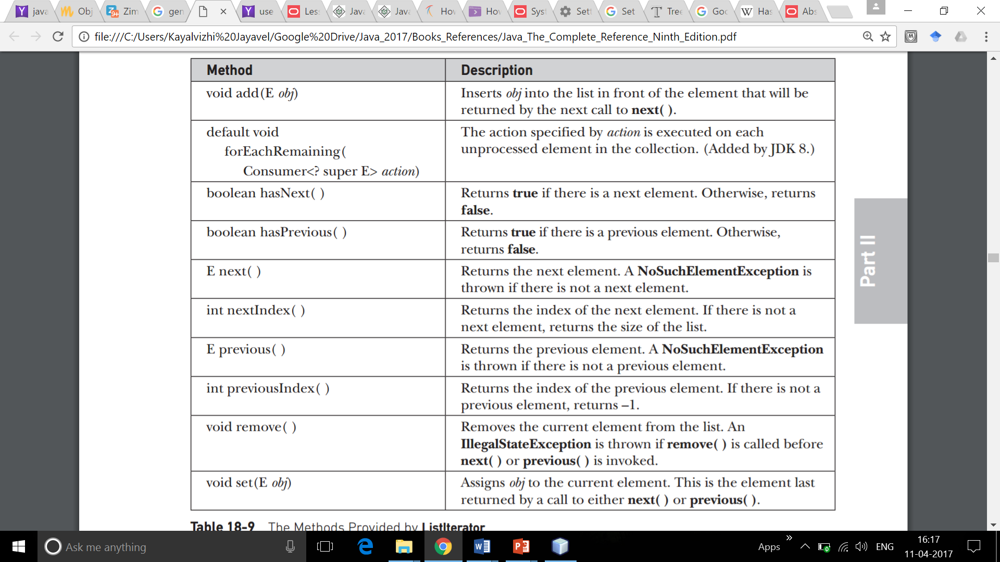 java
Obj
Zim
gen
use
Less
Java
Java
How
How
Syst
Sett
Set
Tree
Goo
Has
Abs
file:///C:/Users/Kayalvizhi%20Jayavel/Google%20Drive/Java_2017/Books_References/Java_The_Complete_Reference_Ninth_Edition.pdf
Method Description
void add(E obj) Inserts obj into the list in front of the element that will be
returned by the next call to next( ).
default void The action specified by action is executed on each
forEachRemaining( unprocessed element in the collection. (Added by JDK 8.)
Consumer<? super E> action)
boolean hasNext( ) Returns true if there is a next element. Otherwise, returns
false.
boolean hasPrevious( ) Returns true if there is a previous element. Otherwise,
returns false.
E next( ) Returns the next element. A NoSuchElementException is
thrown if there is not a next element.
int nextIndex( ) Returns the index of the next element. If there is not a
next element, returns the size of the list.
E previous( ) Returns the previous element. A NoSuchElementException
is thrown if there is not a previous element.
int previousIndex( ) Returns the index of the previous element. If there is not a
previous element, returns –1.
void remove( ) Removes the current element from the list. An
IllegalStateException is thrown if remove( ) is called before
next( ) or previous( ) is invoked.
void set(E obj) Assigns obj to the current element. This is the element last
returned by a call to either next( ) or previous( ).
Table 18-9 The Methods Provided by ListIterator
Part II
Ask me anything
Apps
ENG
16:17
11-04-2017